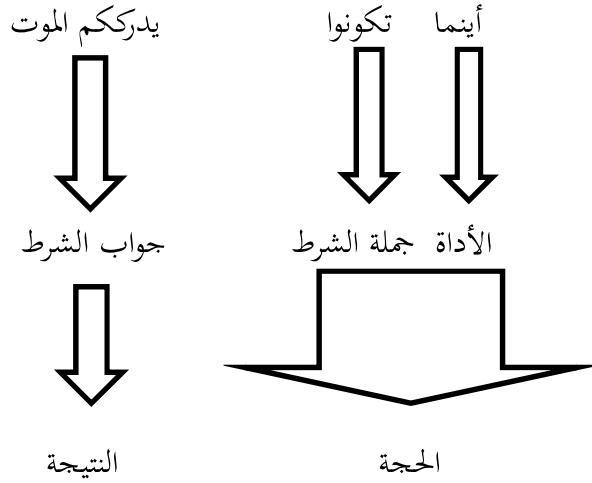 أينما تكونوا يدرككم الموت
الأداة جملة الشرط جواب الشرط
الحجة النتيجة